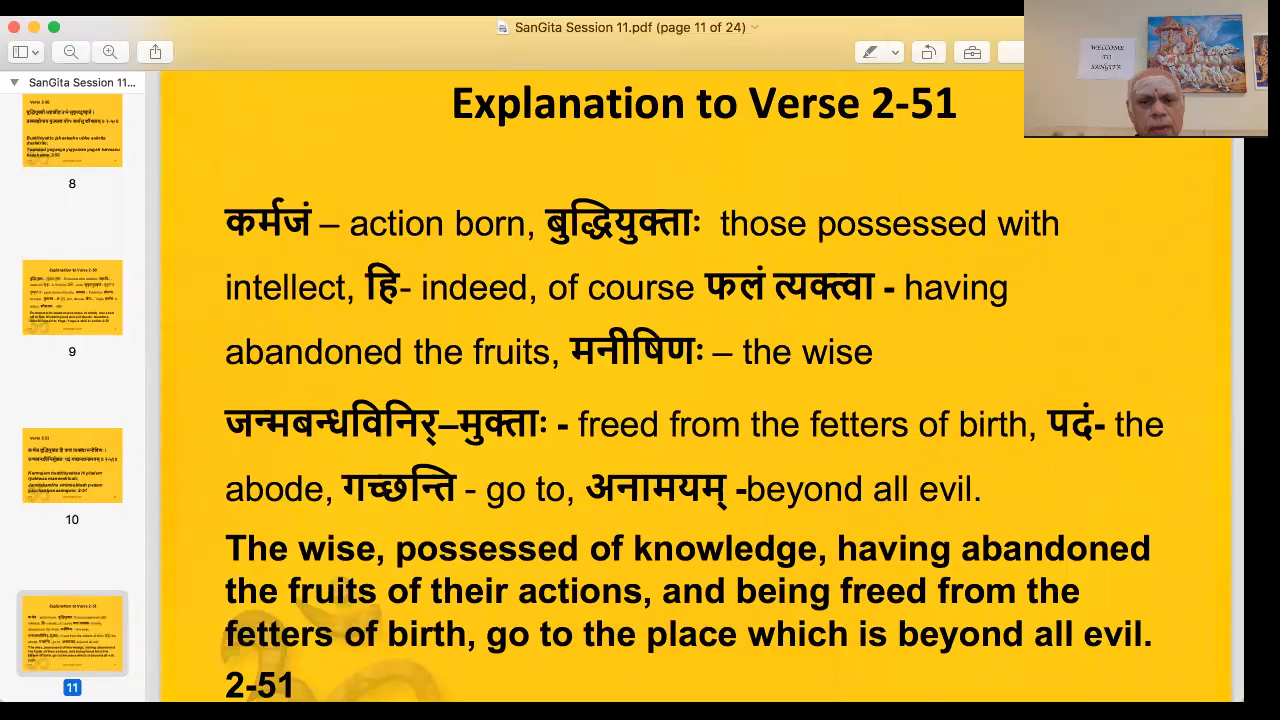 SanGita Session 11.pdf (page 11 of 24)
SanGita Session 11...
WELCOME
TO
SANGITA
Explanation to Verse 2-51
कर्मजं – action born, बुद्धियुक्ताः those possessed with
intellect, हि- indeed, of course फलं त्यक्त्वा - having
abandoned the fruits, मनीषिणः – the wise
जन्मबन्धविनिर्–मुक्ताः - freed from the fetters of birth, पदं- the
abode, गच्छन्ति - go to, अनामयम् -beyond all evil.
The wise, possessed of knowledge, having abandoned
the fruits of their actions, and being freed from the
fetters of birth, go to the place which is beyond all evil.
2-51
8
9
10
11